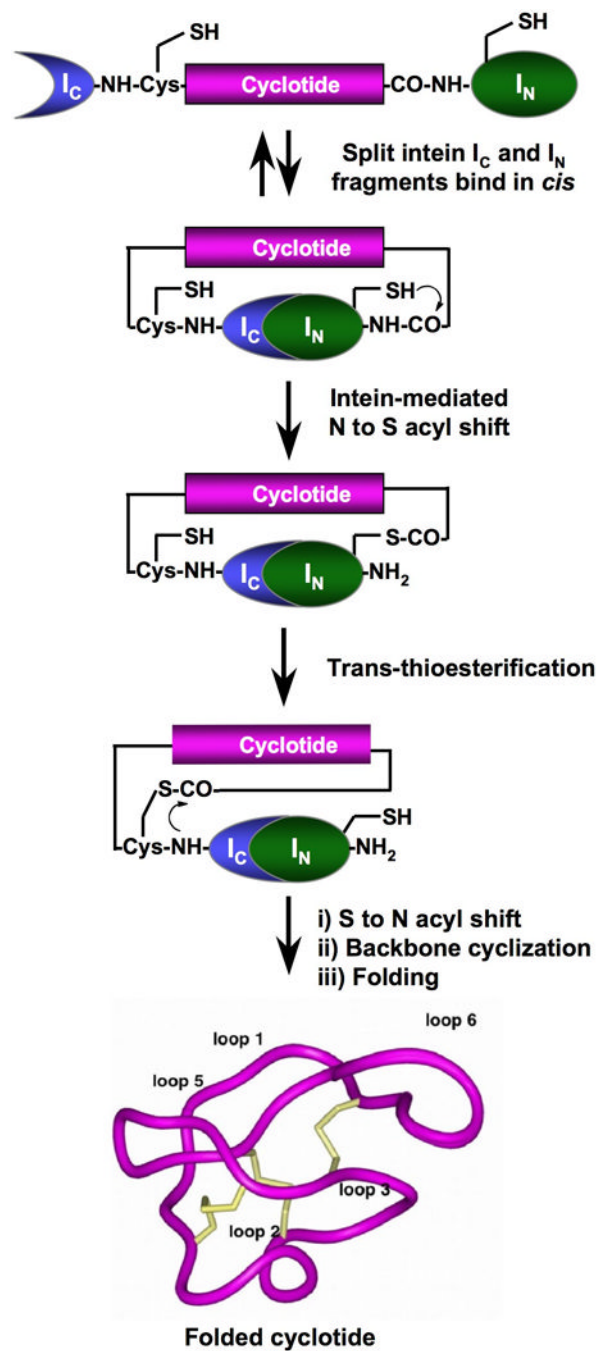 SH
SH
I_C-NH-Cys-Cyclotide-CO-NH-I_N
Split intein I_C and I_N
fragments bind in cis
Cyclotide
SH
SH
Cys-NH-I_C I_N-NH-CO
Intein-mediated
N to S acyl shift
Cyclotide
SH
S-CO
Cys-NH-I_C I_N-NH₂
Trans-thioesterification
Cyclotide
S-CO
SH
Cys-NH-I_C I_N-NH₂
i) S to N acyl shift
ii) Backbone cyclization
iii) Folding
loop 6
loop 1
loop 5
loop 3
loop 2
Folded cyclotide